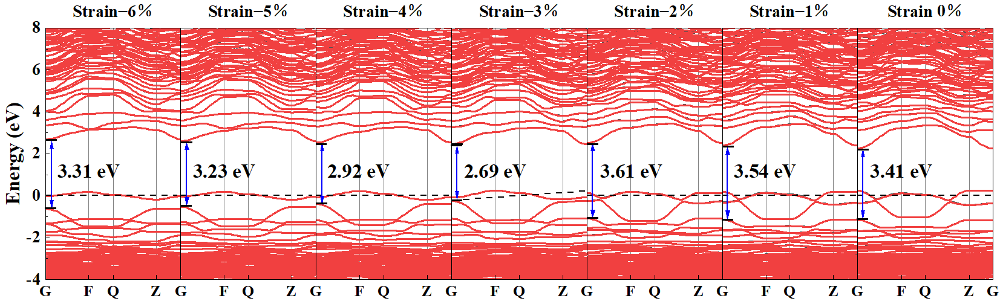 Strain−6% Strain−5% Strain−4% Strain−3% Strain−2% Strain−1% Strain 0%
Energy (eV)
8
6
4
2
0
-2
-4
3.31 eV 3.23 eV 2.92 eV 2.69 eV 3.61 eV 3.54 eV 3.41 eV
G F Q Z G F Q Z G F Q Z G F Q Z G F Q Z G F Q Z G F Q Z G